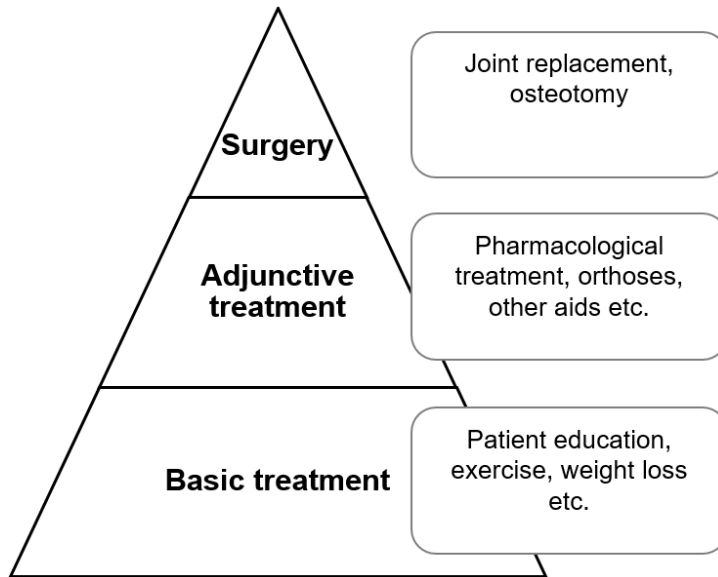 Surgery
Joint replacement,
osteotomy
Adjunctive
treatment
Pharmacological
treatment, orthoses,
other aids etc.
Basic treatment
Patient education,
exercise, weight loss
etc.